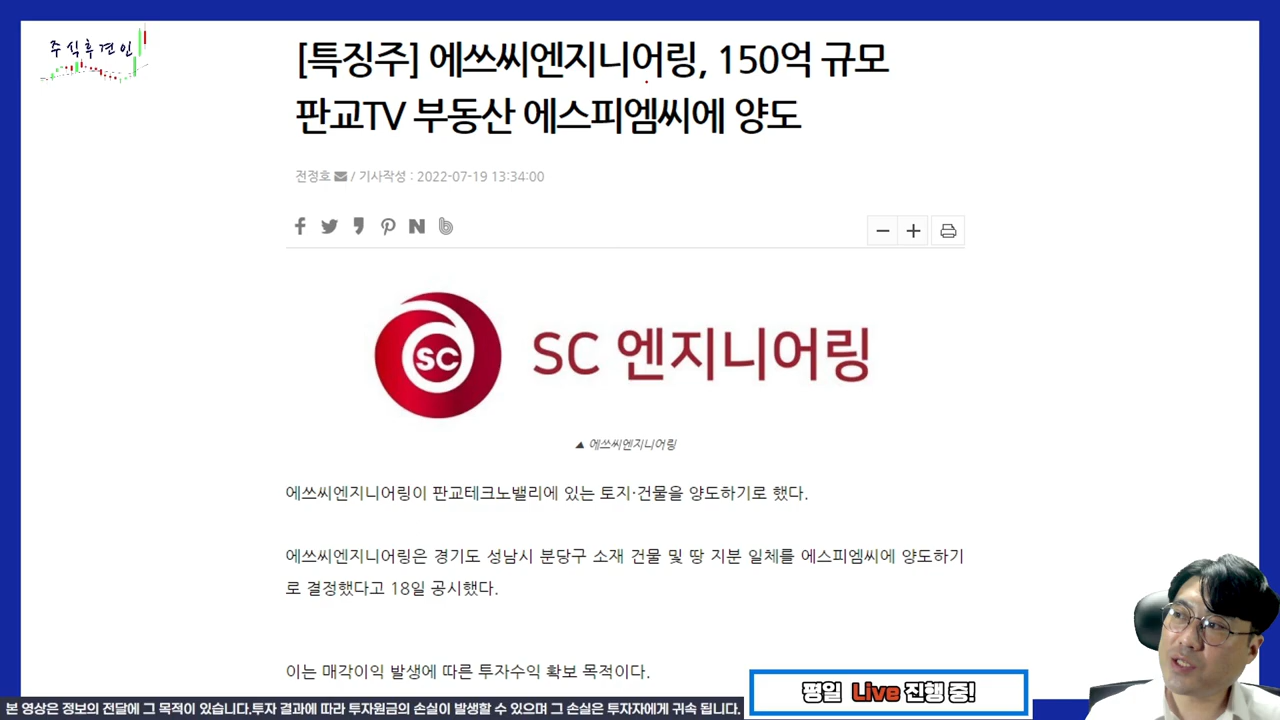 주식후견인
[특징주] 에쓰씨엔지니어링, 150억 규모
판교TV 부동산 에스피엠씨에 양도
전정호 / 기사작성 : 2022-07-19 13:34:00
SC SC 엔지니어링
▲ 에쓰씨엔지니어링
에쓰씨엔지니어링이 판교테크노밸리에 있는 토지·건물을 양도하기로 했다.
에쓰씨엔지니어링은 경기도 성남시 분당구 소재 건물 및 땅 지분 일체를 에스피엠씨에 양도하기
로 결정했다고 18일 공시했다.
이는 매각이익 발생에 따른 투자수익 확보 목적이다.
평일 Live 진행 중!
본 영상은 정보의 전달에 그 목적이 있습니다.투자 결과에 따라 투자원금의 손실이 발생할 수 있으며 그 손실은 투자자에게 귀속 됩니다.